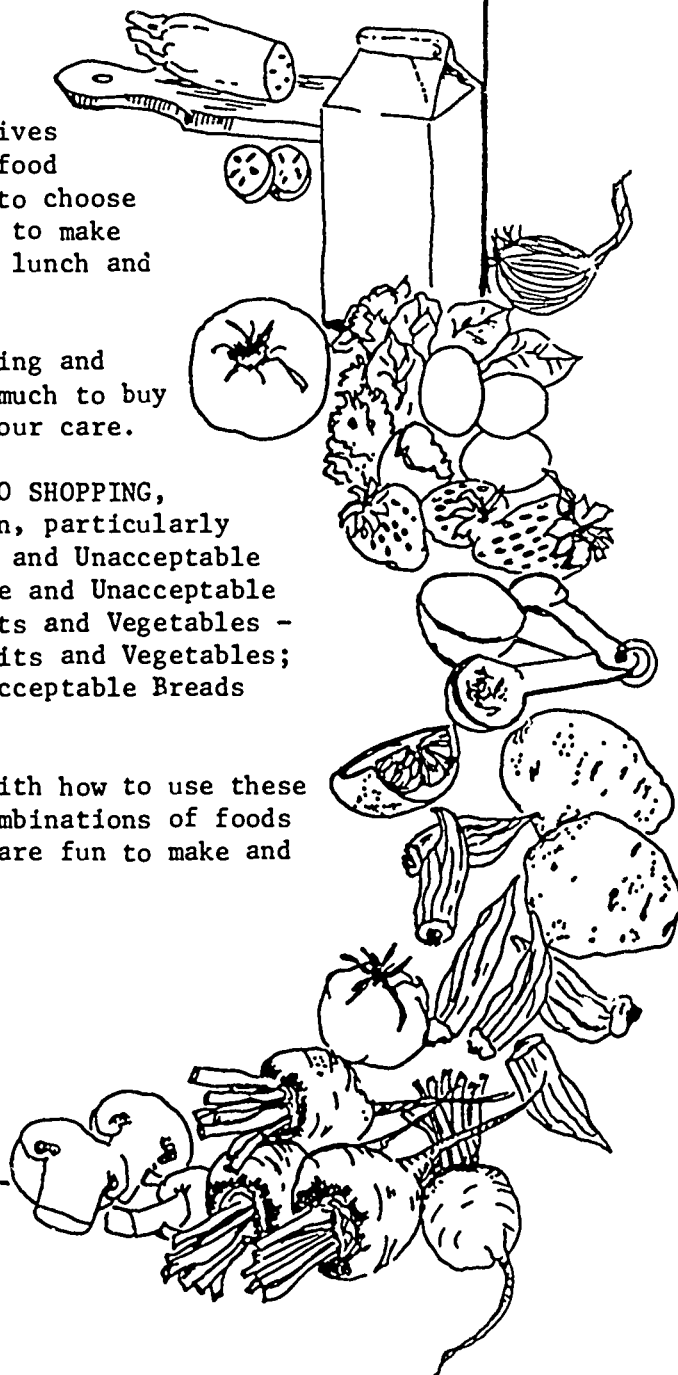 ives
food
to choose
to make
lunch and
ing and
much to buy
our care.
O SHOPPING,
n, particularly
and Unacceptable
e and Unacceptable
ts and Vegetables -
its and Vegetables;
cceptable Breads
ith how to use these
mbinations of foods
are fun to make and